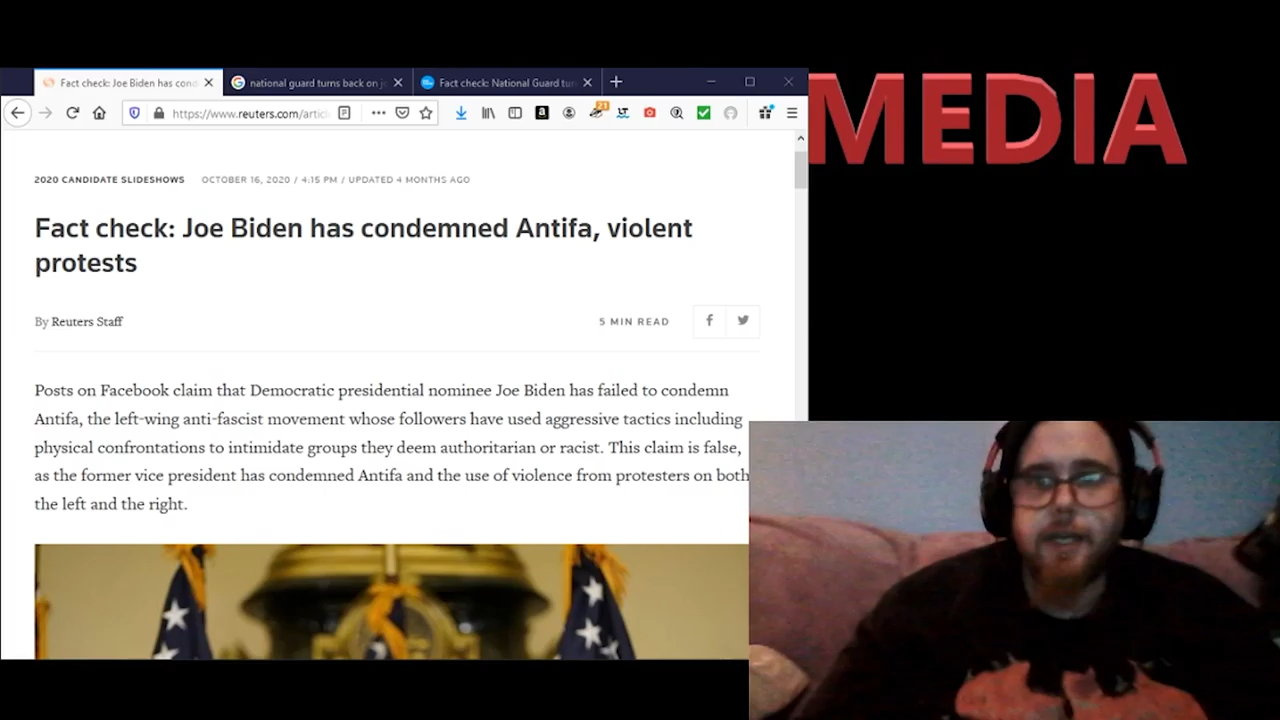 Fact check: Joe Biden has cond
national guard turns back on jo
Fact check: National Guard tur
https://www.reuters.com/artic
21
MEDIA
2020 CANDIDATE SLIDESHOWS OCTOBER 16, 2020 / 4:15 PM / UPDATED 4 MONTHS AGO
Fact check: Joe Biden has condemned Antifa, violent
protests
By Reuters Staff
5 MIN READ
Posts on Facebook claim that Democratic presidential nominee Joe Biden has failed to condemn
Antifa, the left-wing anti-fascist movement whose followers have used aggressive tactics including
physical confrontations to intimidate groups they deem authoritarian or racist. This claim is false,
as the former vice president has condemned Antifa and the use of violence from protesters on both
the left and the right.